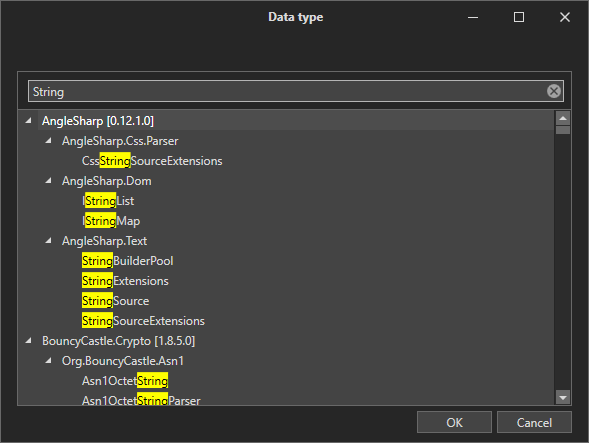 Data type
String
AngleSharp [0.12.1.0]
AngleSharp.Css.Parser
CssStringSourceExtensions
AngleSharp.Dom
IStringList
IStringMap
AngleSharp.Text
StringBuilderPool
StringExtensions
StringSource
StringSourceExtensions
BouncyCastle.Crypto [1.8.5.0]
Org.BouncyCastle.Asn1
Asn1OctetString
Asn1OctetStringParser
OK Cancel